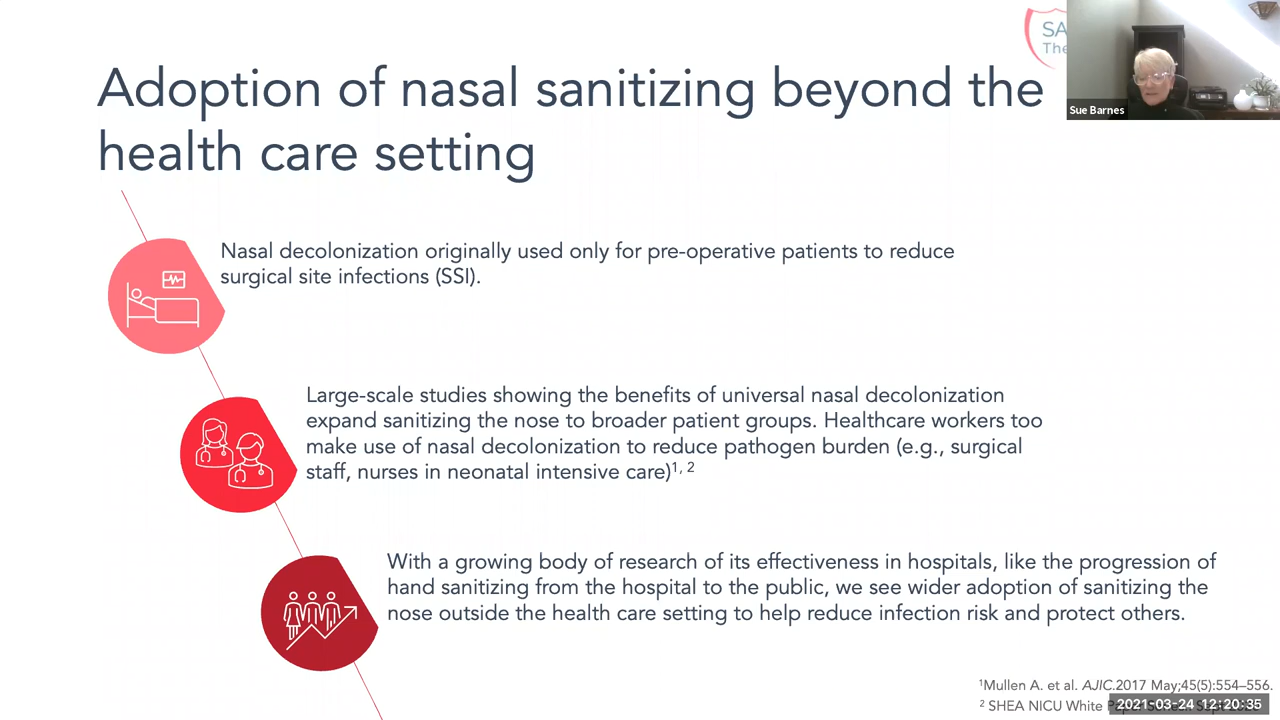 SA
The
Adoption of nasal sanitizing beyond the
health care setting
Sue Barnes
Nasal decolonization originally used only for pre-operative patients to reduce
surgical site infections (SSI).
Large-scale studies showing the benefits of universal nasal decolonization
expand sanitizing the nose to broader patient groups. Healthcare workers too
make use of nasal decolonization to reduce pathogen burden (e.g., surgical
staff, nurses in neonatal intensive care)1, 2
With a growing body of research of its effectiveness in hospitals, like the progression of
hand sanitizing from the hospital to the public, we see wider adoption of sanitizing the
nose outside the health care setting to help reduce infection risk and protect others.
1Mullen A. et al. AJIC.2017 May;45(5):554–556.
2 SHEA NICU White
2021-03-24 12:20:35